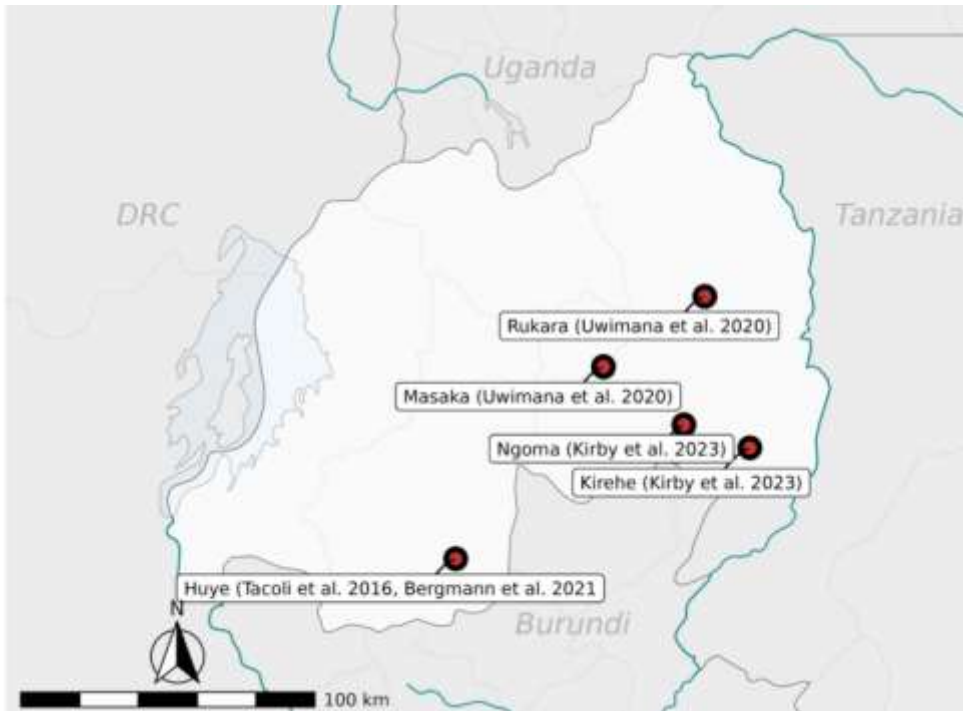 Uganda
DRC
Tanzania
Rukara (Uwimana et al. 2020)
Masaka (Uwimana et al. 2020)
Ngoma (Kirby et al. 2023)
Kirehe (Kirby et al. 2023)
Huye (Tacoli et al. 2016, Bergmann et al. 2021
N
Burundi
100 km